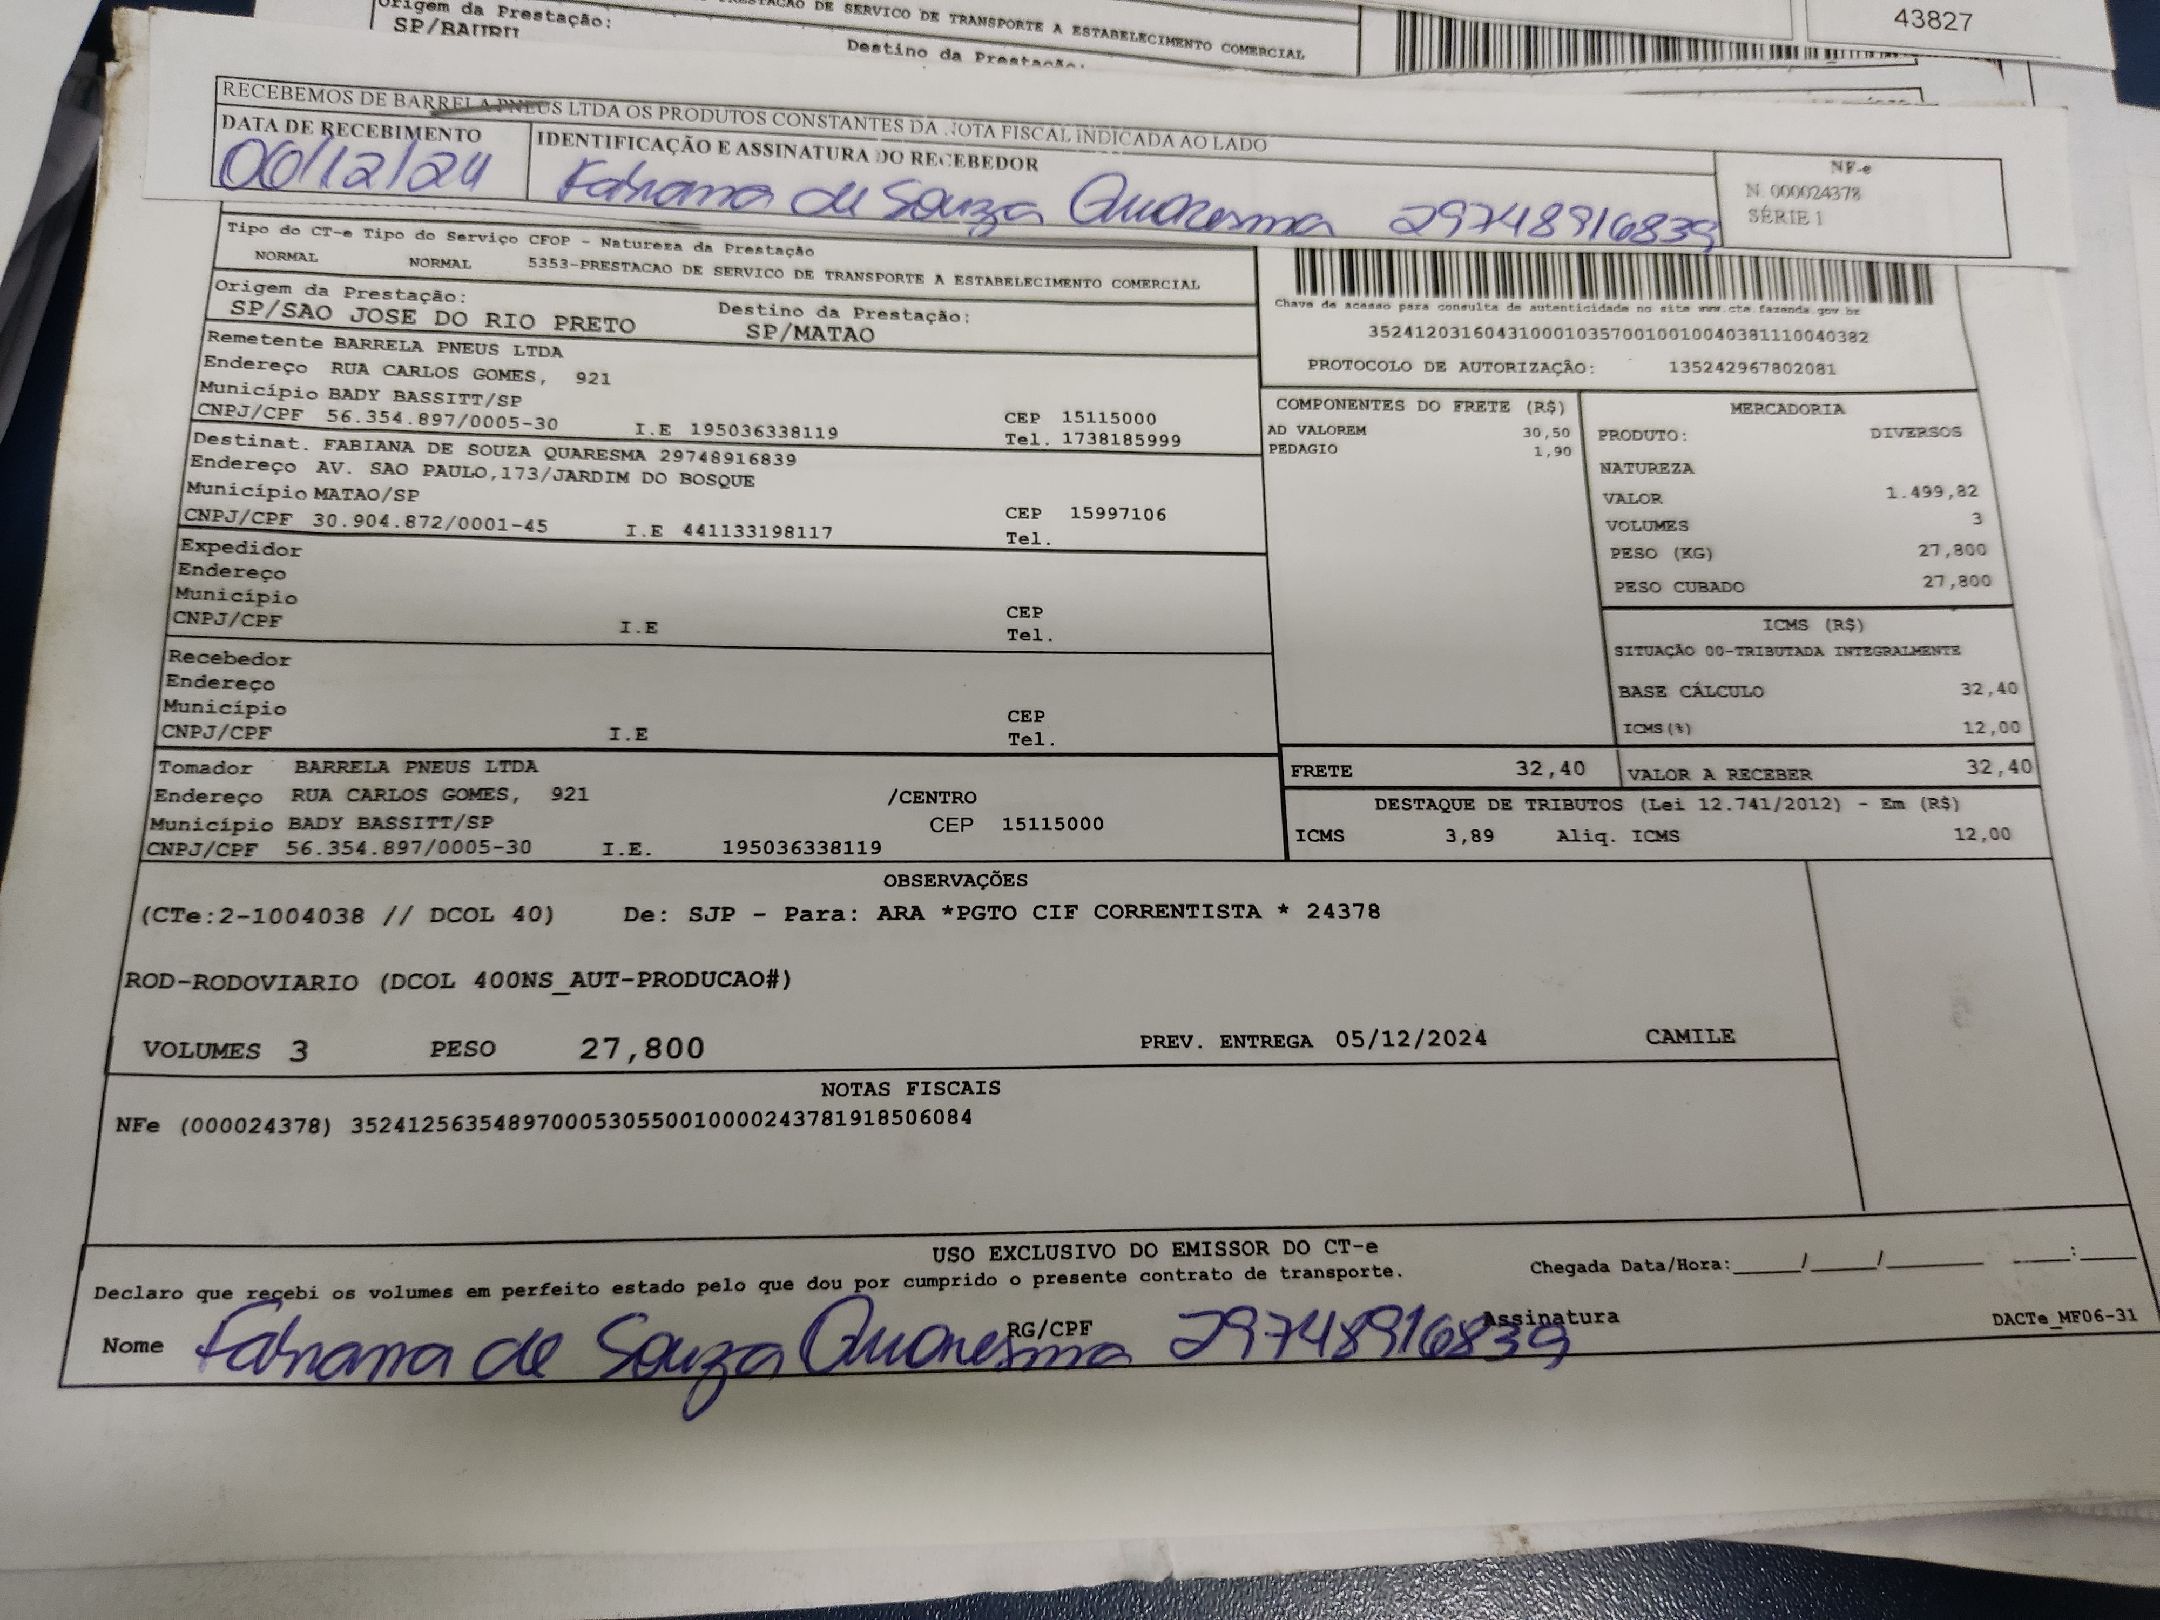 Origem da Prestação:
SP/BAURU
DE SERVICO DE TRANSPORTE A ESTABELECIMENTO COMERCIAL
Destino da Prestação:
43827
RECEBEMOS DE BARRELA PNEUS LTDA OS PRODUTOS CONSTANTES DA NOTA FISCAL INDICADA AO LADO
DATA DE RECEBIMENTO
IDENTIFICAÇÃO E ASSINATURA DO RECEBEDOR
/12/24
Fabiana de Souza Quaresma 29748916839
NF-e
N. 000024378
SÉRIE 1
Tipo do CT-e Tipo do Serviço CFOP - Natureza da Prestação
NORMAL NORMAL 5353-PRESTACAO DE SERVICO DE TRANSPORTE A ESTABELECIMENTO COMERCIAL
Origem da Prestação: Destino da Prestação:
SP/SAO JOSE DO RIO PRETO SP/MATAO
Chave de acesso para consulta de autenticidade no site www.cte.fazenda.gov.br
35241203160431000103570010010040381110040382
PROTOCOLO DE AUTORIZAÇÃO: 135242967802081
Remetente BARRELA PNEUS LTDA
Endereço RUA CARLOS GOMES, 921
Município BADY BASSITT/SP CEP 15115000
CNPJ/CPF 56.354.897/0005-30 I.E 195036338119 Tel. 1738185999
Destinat. FABIANA DE SOUZA QUARESMA 29748916839
Endereço AV. SAO PAULO,173/JARDIM DO BOSQUE
Município MATAO/SP CEP 15997106
CNPJ/CPF 30.904.872/0001-45 I.E 441133198117 Tel.
Expedidor
Endereço
Município CEP
CNPJ/CPF I.E Tel.
Recebedor
Endereço
Município CEP
CNPJ/CPF I.E Tel.
Tomador BARRELA PNEUS LTDA
Endereço RUA CARLOS GOMES, 921 /CENTRO
Município BADY BASSITT/SP CEP 15115000
CNPJ/CPF 56.354.897/0005-30 I.E. 195036338119
COMPONENTES DO FRETE (R$)
AD VALOREM 30,50
PEDAGIO 1,90
MERCADORIA
PRODUTO: DIVERSOS
NATUREZA
VALOR 1.499,82
VOLUMES 3
PESO (KG) 27,800
PESO CUBADO 27,800
ICMS (R$)
SITUAÇÃO 00-TRIBUTADA INTEGRALMENTE
BASE CÁLCULO 32,40
ICMS(%) 12,00
FRETE 32,40 VALOR A RECEBER 32,40
DESTAQUE DE TRIBUTOS (Lei 12.741/2012) - Em (R$)
ICMS 3,89 Aliq. ICMS 12,00
OBSERVAÇÕES
(CTe:2-1004038 // DCOL 40) De: SJP - Para: ARA *PGTO CIF CORRENTISTA * 24378
ROD-RODOVIARIO (DCOL 400NS_AUT-PRODUCAO#)
VOLUMES 3 PESO 27,800 PREV. ENTREGA 05/12/2024 CAMILE
NOTAS FISCAIS
NFe (000024378) 35241256354897000530550010000243781918506084
USO EXCLUSIVO DO EMISSOR DO CT-e
Declaro que recebi os volumes em perfeito estado pelo que dou por cumprido o presente contrato de transporte.
Chegada Data/Hora:_____/_____/_______ ____:____
Nome Fabiana de Souza Quaresma RG/CPF 29748916839 Assinatura
DACTe_MF06-31